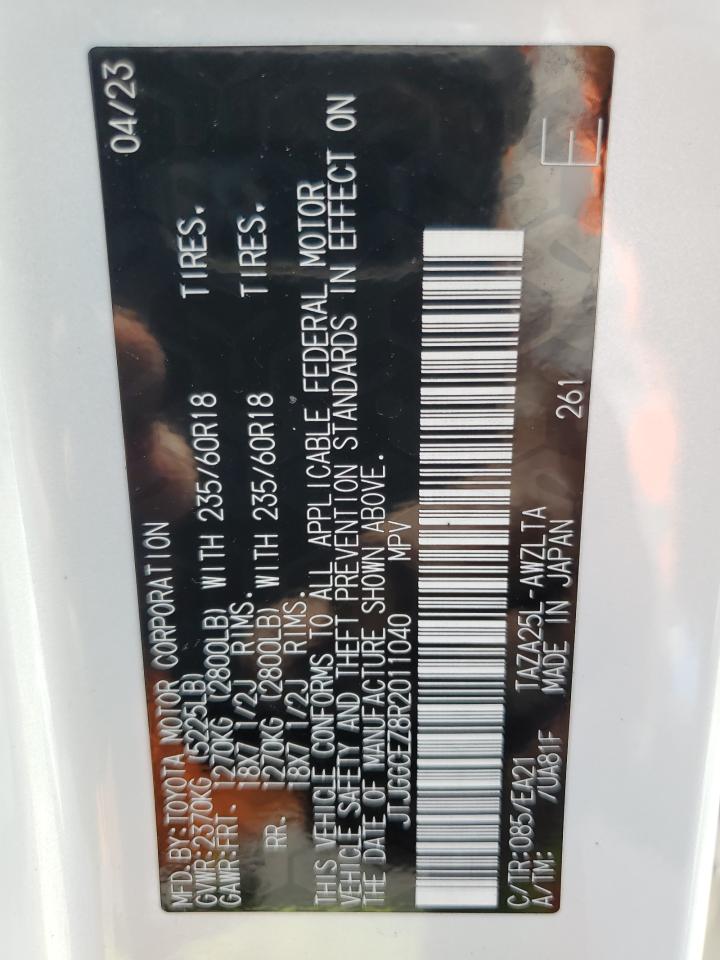 MFD.BY:TOYOTA MOTOR CORPORATION 04/23
GVWR:2370KG (5225LB)
GAWR:FRT. 1270KG (2800LB) WITH 235/60R18 TIRES.
18X7 1/2J RIMS.
RR. 1270KG (2800LB) WITH 235/60R18 TIRES.
18X7 1/2J RIMS.
THIS VEHICLE CONFORMS TO ALL APPLICABLE FEDERAL MOTOR
VEHICLE SAFETY AND THEFT PREVENTION STANDARDS IN EFFECT ON
THE DATE OF MANUFACTURE SHOWN ABOVE.
JTJGGCEZ8R2011040 MPV
C/TR:085/EA21 TAZA25L-AWZLTA
A/TM: /UA81F MADE IN JAPAN 261 E